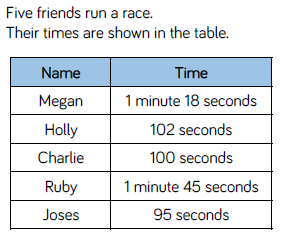 Five friends run a race.
Their times are shown in the table.
Name Time
Megan 1 minute 18 seconds
Holly 102 seconds
Charlie 100 seconds
Ruby 1 minute 45 seconds
Joses 95 seconds